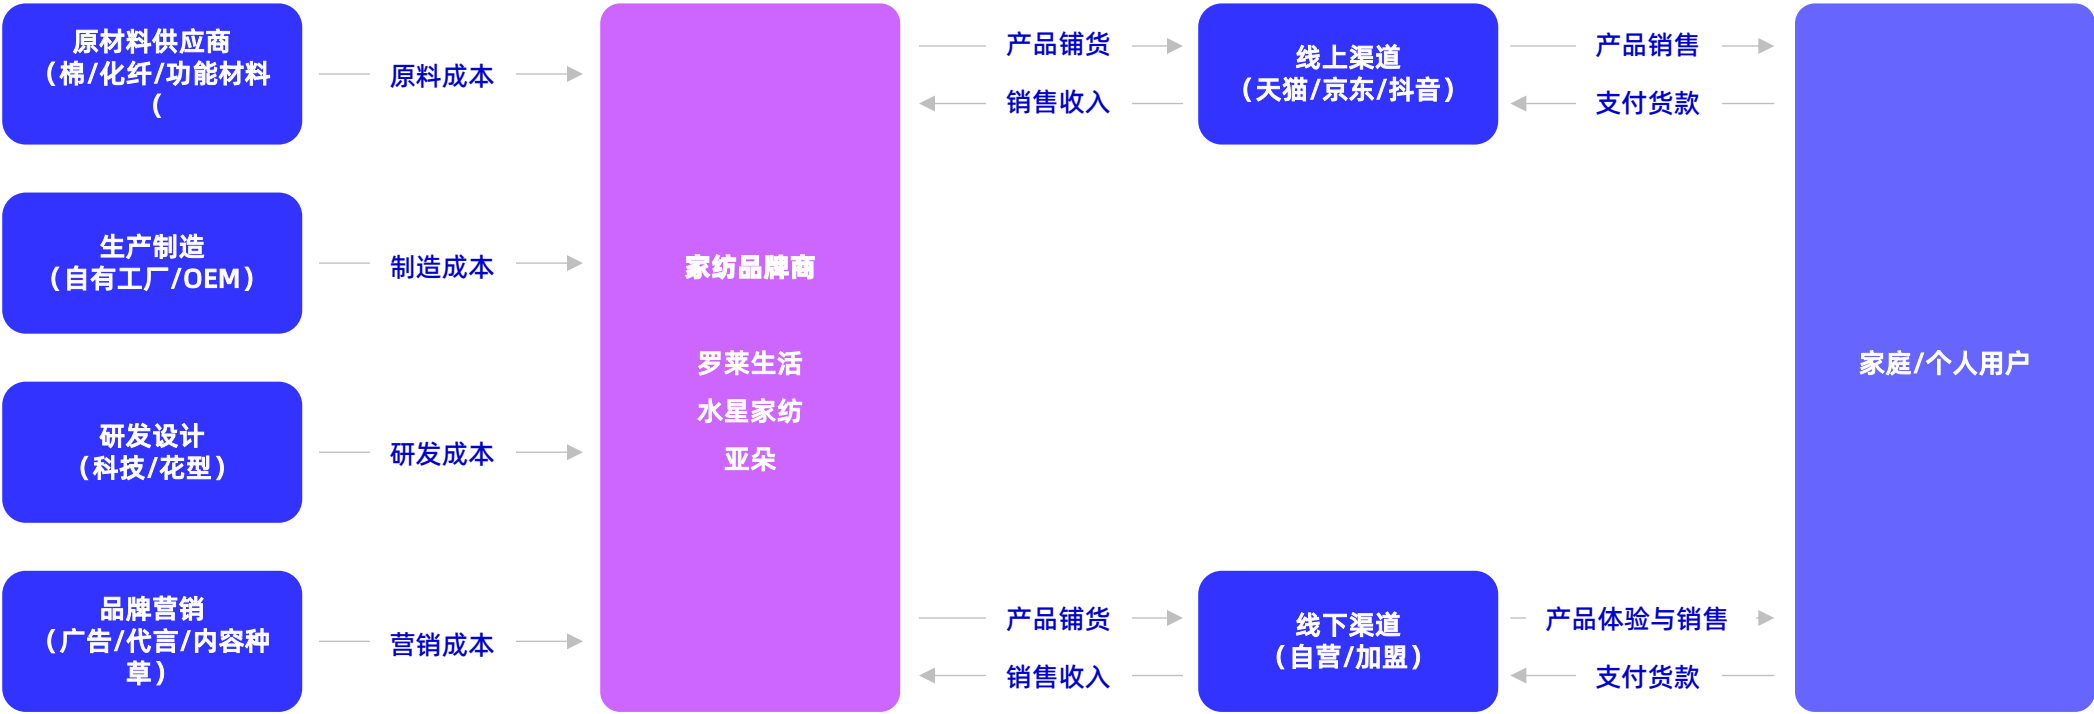 原材料供应商
（棉/化纤/功能材料
（
原料成本
生产制造
（自有工厂/OEM）
制造成本
研发设计
（科技/花型）
研发成本
品牌营销
（广告/代言/内容种
草）
营销成本
家纺品牌商
罗莱生活
水星家纺
亚朵
产品铺货
销售收入
线上渠道
（天猫/京东/抖音）
产品销售
支付货款
产品铺货
销售收入
线下渠道
（自营/加盟）
产品体验与销售
支付货款
家庭/个人用户